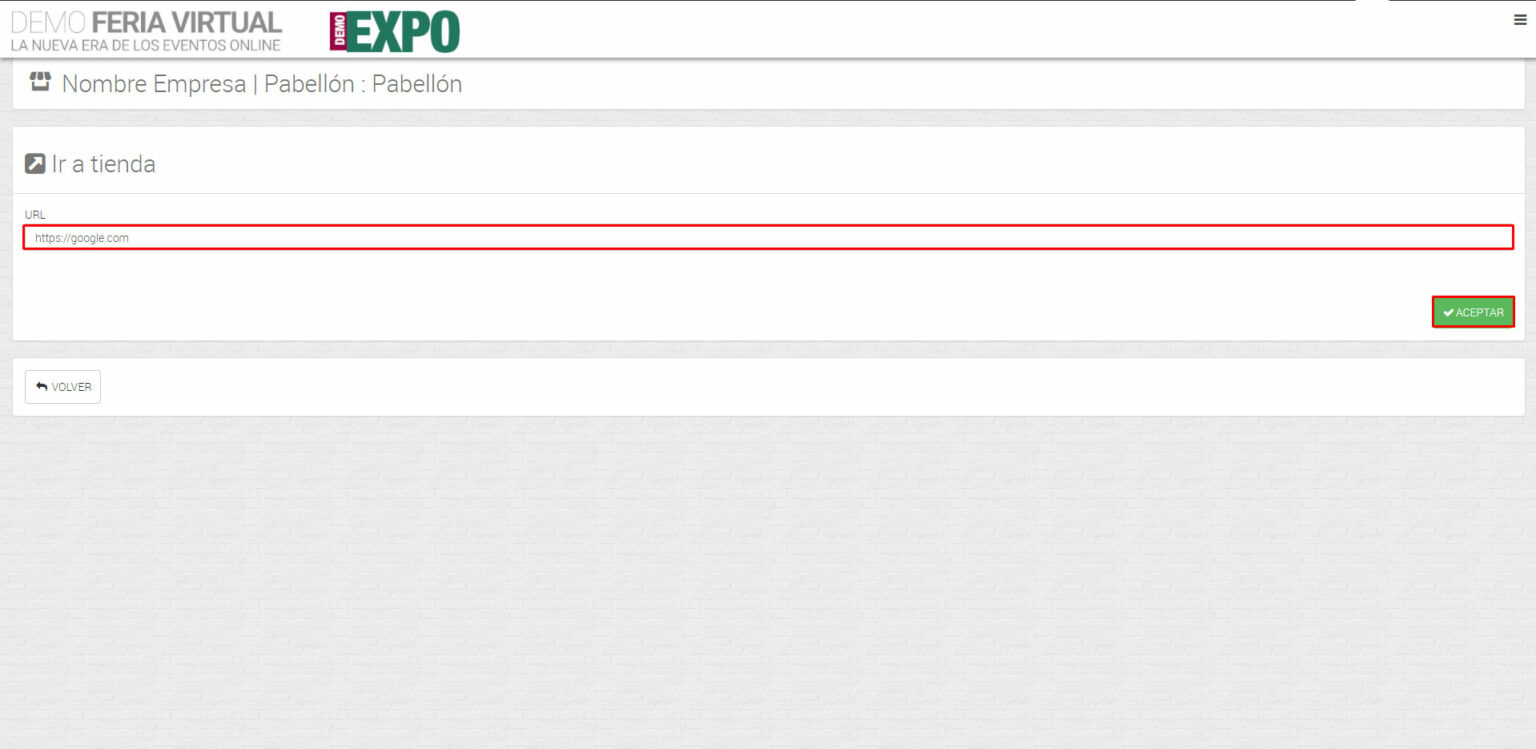 DEMO FERIA VIRTUAL
LA NUEVA ERA DE LOS EVENTOS ONLINE
DEMO EXPO
Nombre Empresa | Pabellón : Pabellón
Ir a tienda
URL
https://google.com
ACEPTAR
VOLVER